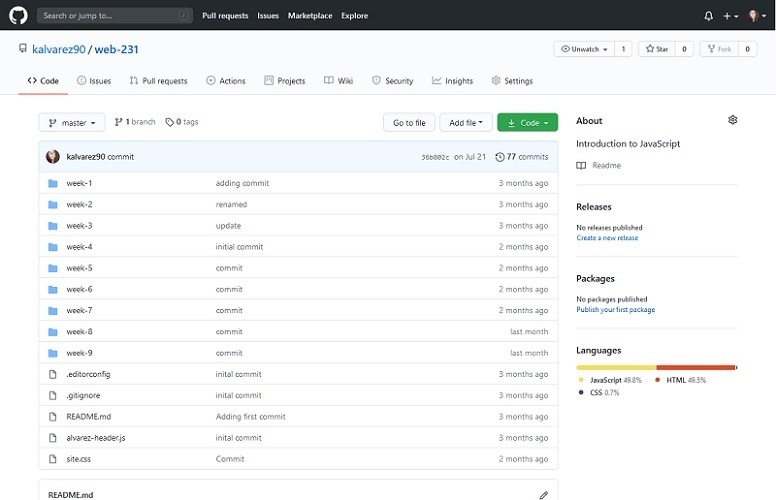 Search or jump to... / Pull requests Issues Marketplace Explore
kalvarez90 / web-231 Unwatch 1 Star 0 Fork 0
Code Issues Pull requests Actions Projects Wiki Security Insights Settings
master 1 branch 0 tags Go to file Add file Code
kalvarez90 commit 36b802c on Jul 21 77 commits
week-1 adding commit 3 months ago
week-2 renamed 3 months ago
week-3 update 3 months ago
week-4 initial commit 2 months ago
week-5 commit 2 months ago
week-6 commit 2 months ago
week-7 commit 2 months ago
week-8 commit last month
week-9 commit last month
.editorconfig inital commit 3 months ago
.gitignore inital commit 3 months ago
README.md Adding first commit 3 months ago
alvarez-header.js inital commit 3 months ago
site.css Commit 2 months ago
README.md
About
Introduction to JavaScript
Readme
Releases
No releases published
Create a new release
Packages
No packages published
Publish your first package
Languages
JavaScript 49.8% HTML 49.5%
CSS 0.7%